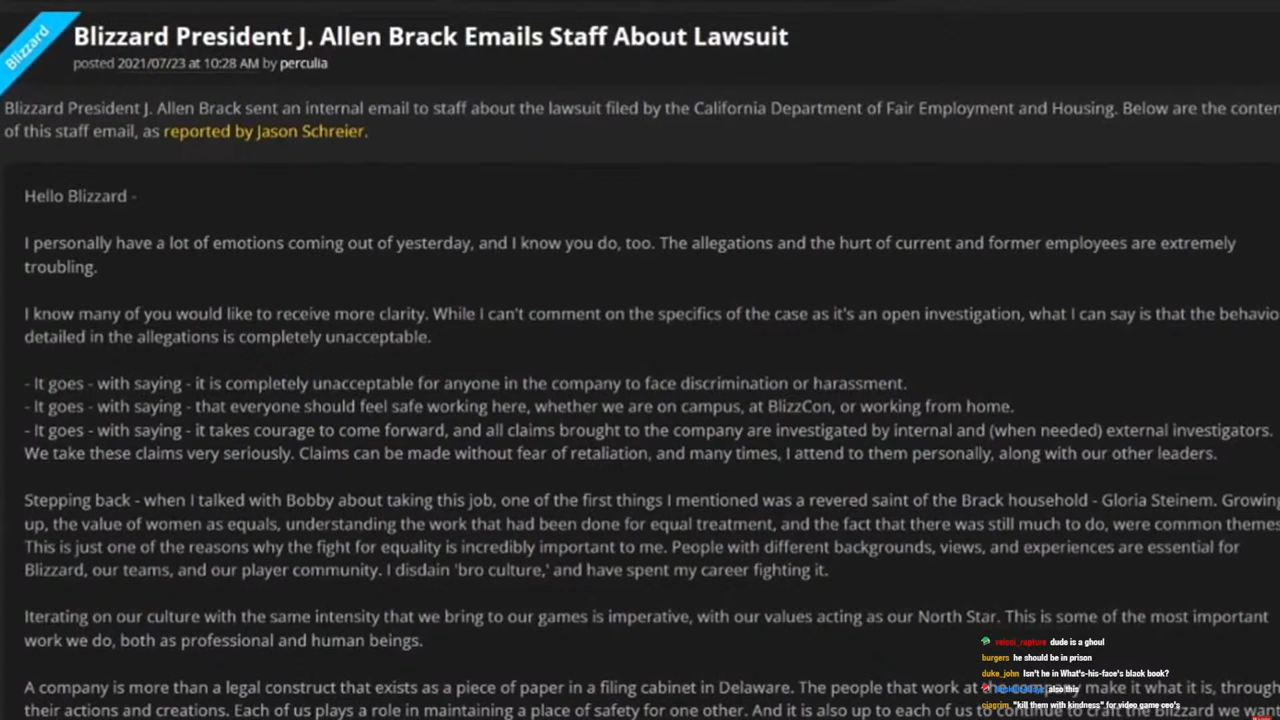 Blizzard
Blizzard President J. Allen Brack Emails Staff About Lawsuit
posted 2021/07/23 at 10:28 AM by perculia
Blizzard President J. Allen Brack sent an internal email to staff about the lawsuit filed by the California Department of Fair Employment and Housing. Below are the conten
of this staff email, as reported by Jason Schreier.
Hello Blizzard -
I personally have a lot of emotions coming out of yesterday, and I know you do, too. The allegations and the hurt of current and former employees are extremely
troubling.
I know many of you would like to receive more clarity. While I can't comment on the specifics of the case as it's an open investigation, what I can say is that the behavio
detailed in the allegations is completely unacceptable.
- It goes - with saying - it is completely unacceptable for anyone in the company to face discrimination or harassment.
- It goes - with saying - that everyone should feel safe working here, whether we are on campus, at BlizzCon, or working from home.
- It goes - with saying - it takes courage to come forward, and all claims brought to the company are investigated by internal and (when needed) external investigators.
We take these claims very seriously. Claims can be made without fear of retaliation, and many times, I attend to them personally, along with our other leaders.
Stepping back - when I talked with Bobby about taking this job, one of the first things I mentioned was a revered saint of the Brack household - Gloria Steinem. Growing
up, the value of women as equals, understanding the work that had been done for equal treatment, and the fact that there was still much to do, were common themes
This is just one of the reasons why the fight for equality is incredibly important to me. People with different backgrounds, views, and experiences are essential for
Blizzard, our teams, and our player community. I disdain 'bro culture,' and have spent my career fighting it.
Iterating on our culture with the same intensity that we bring to our games is imperative, with our values acting as our North Star. This is some of the most important
work we do, both as professional and human beings.
veloci_rapture dude is a ghoul
burgers he should be in prison
duke_john Isn't he in What's-his-face's black book?
also this
ciagrim "kill them with kindness" for video game ceo's
A company is more than a legal construct that exists as a piece of paper in a filing cabinet in Delaware. The people that work at make it what it is, through
their actions and creations. Each of us plays a role in maintaining a place of safety for one other. And it is also up to each of us to continue to craft the Blizzard we want